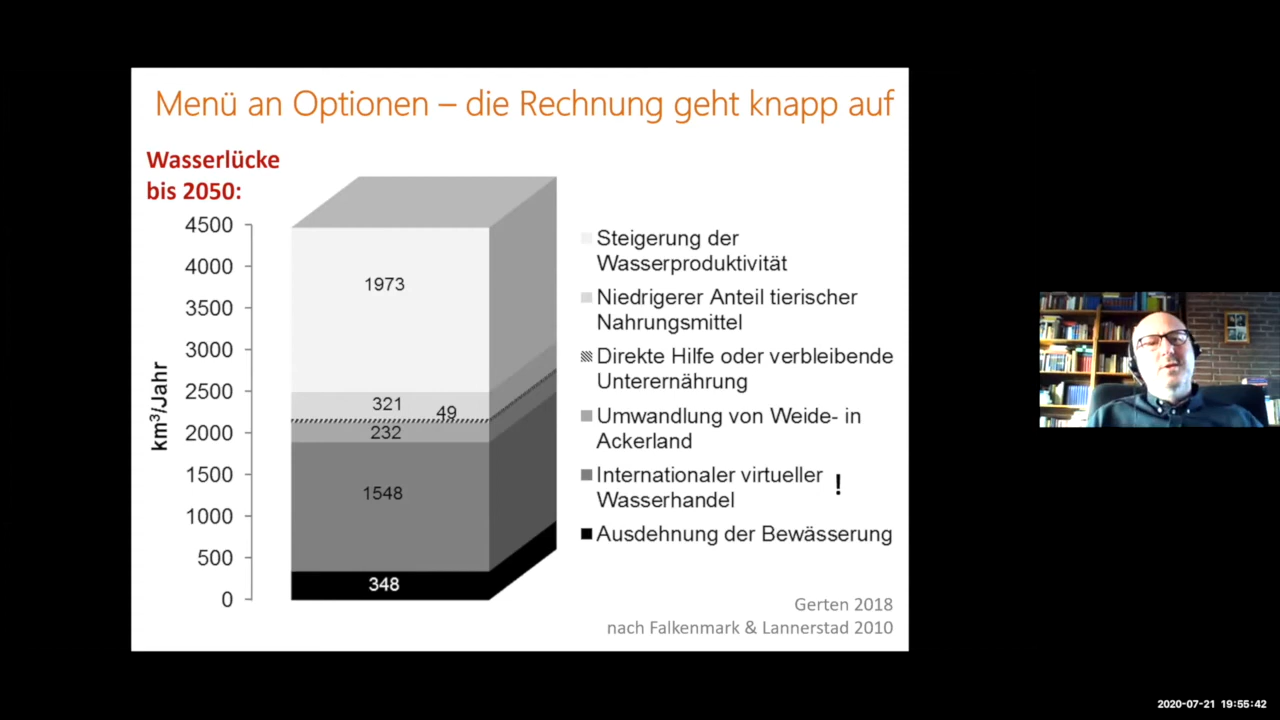 Menü an Optionen – die Rechnung geht knapp auf
Wasserlücke
bis 2050:
4500
4000
3500
3000
2500
2000
1500
1000
500
0
km³/Jahr
1973
321
49
232
1548
348
Steigerung der
Wasserproduktivität
Niedrigerer Anteil tierischer
Nahrungsmittel
Direkte Hilfe oder verbleibende
Unterernährung
Umwandlung von Weide- in
Ackerland
Internationaler virtueller !
Wasserhandel
Ausdehnung der Bewässerung
Gerten 2018
nach Falkenmark & Lannerstad 2010
2020-07-21 19:55:42